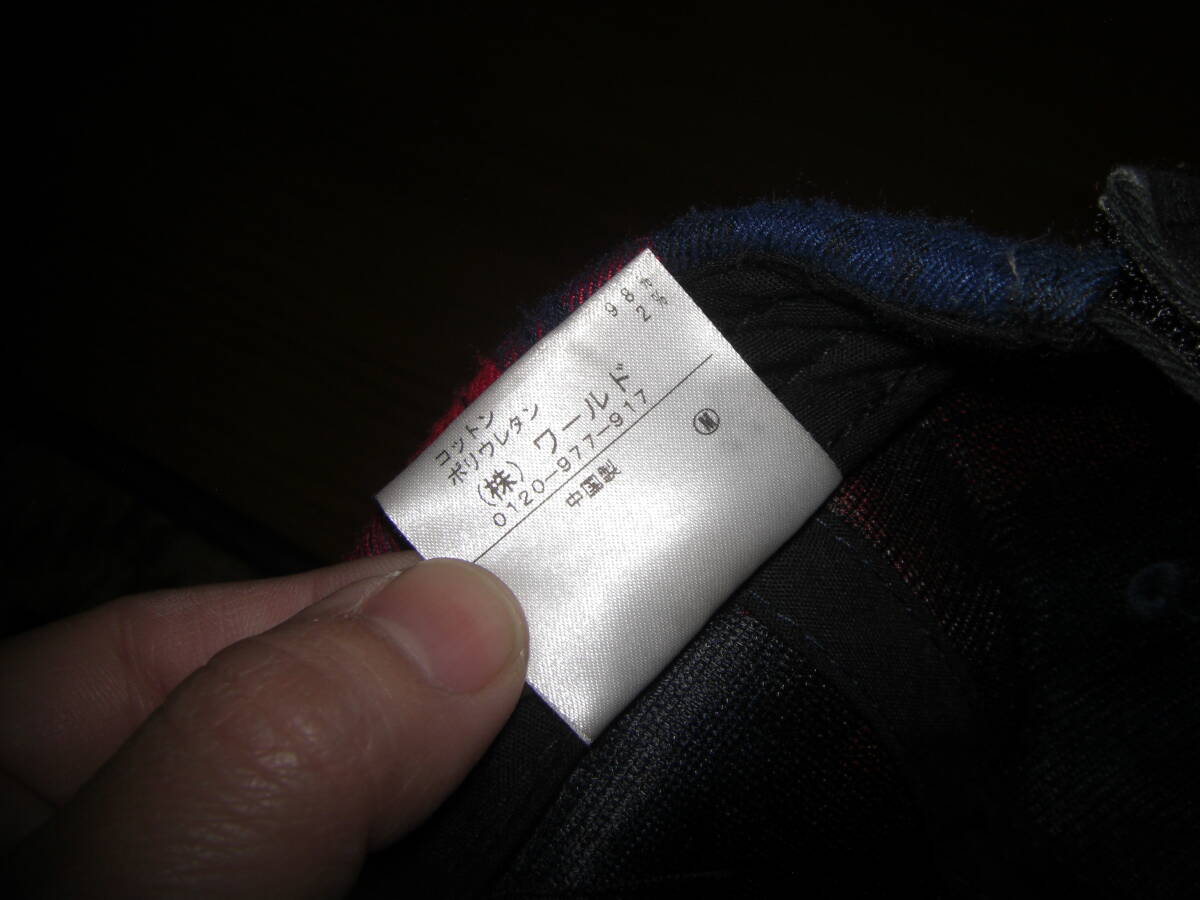 コットン 98%
ポリウレタン 2%
(株) ワールド
0120-977-917
中国製
M